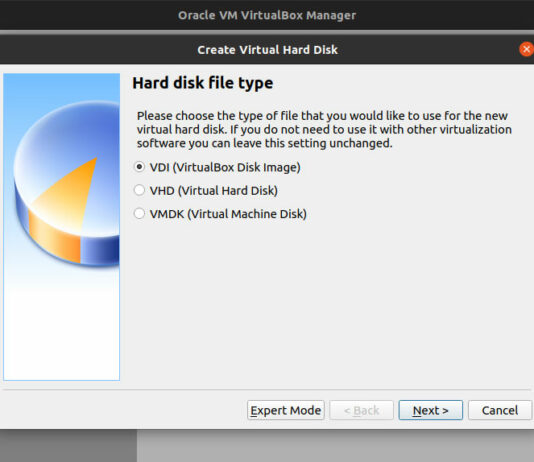 Oracle VM VirtualBox Manager
Create Virtual Hard Disk
Hard disk file type
Please choose the type of file that you would like to use for the new
virtual hard disk. If you do not need to use it with other virtualization
software you can leave this setting unchanged.
VDI (VirtualBox Disk Image)
VHD (Virtual Hard Disk)
VMDK (Virtual Machine Disk)
Expert Mode < Back Next > Cancel